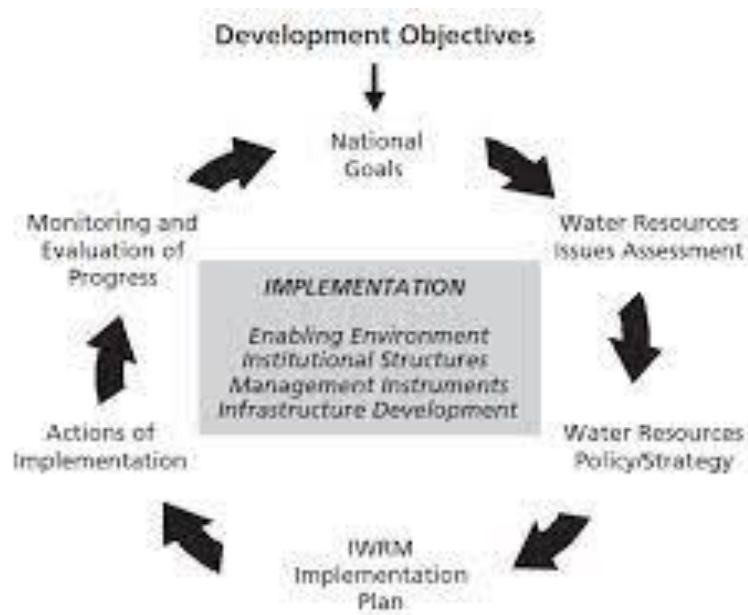 Development Objectives
National
Goals
Water Resources
Issues Assessment
Water Resources
Policy/Strategy
IWRM
Implementation
Plan
Actions of
Implementation
Monitoring and
Evaluation of
Progress
IMPLEMENTATION
Enabling Environment
Institutional Structures
Management Instruments
Infrastructure Development